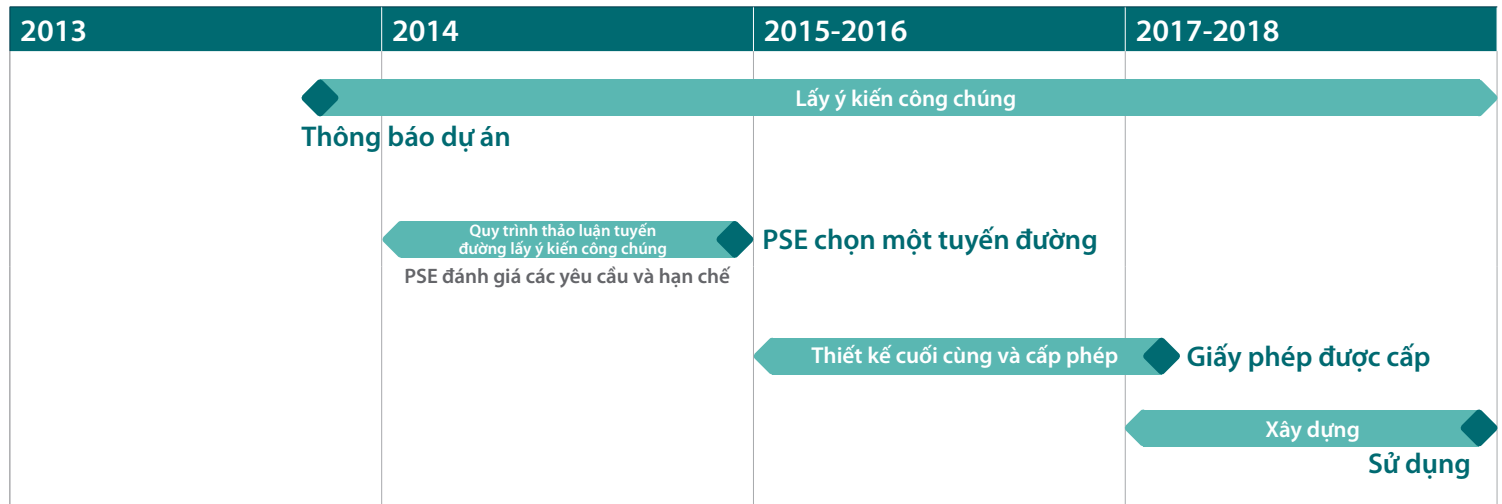 2013
2014
2015-2016
2017-2018
Lấy ý kiến công chúng
Thông báo dự án
Quy trình thảo luận tuyến
đường lấy ý kiến công chúng
PSE chọn một tuyến đường
PSE đánh giá các yêu cầu và hạn chế
Thiết kế cuối cùng và cấp phép
Giấy phép được cấp
Xây dựng
Sử dụng